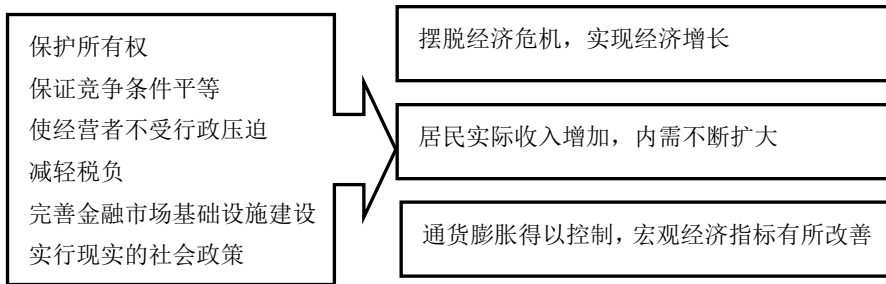 保护所有权
保证竞争条件平等
使经营者不受行政压迫
减轻税负
完善金融市场基础设施建设
实行现实的社会政策
摆脱经济危机，实现经济增长
居民实际收入增加，内需不断扩大
通货膨胀得以控制，宏观经济指标有所改善